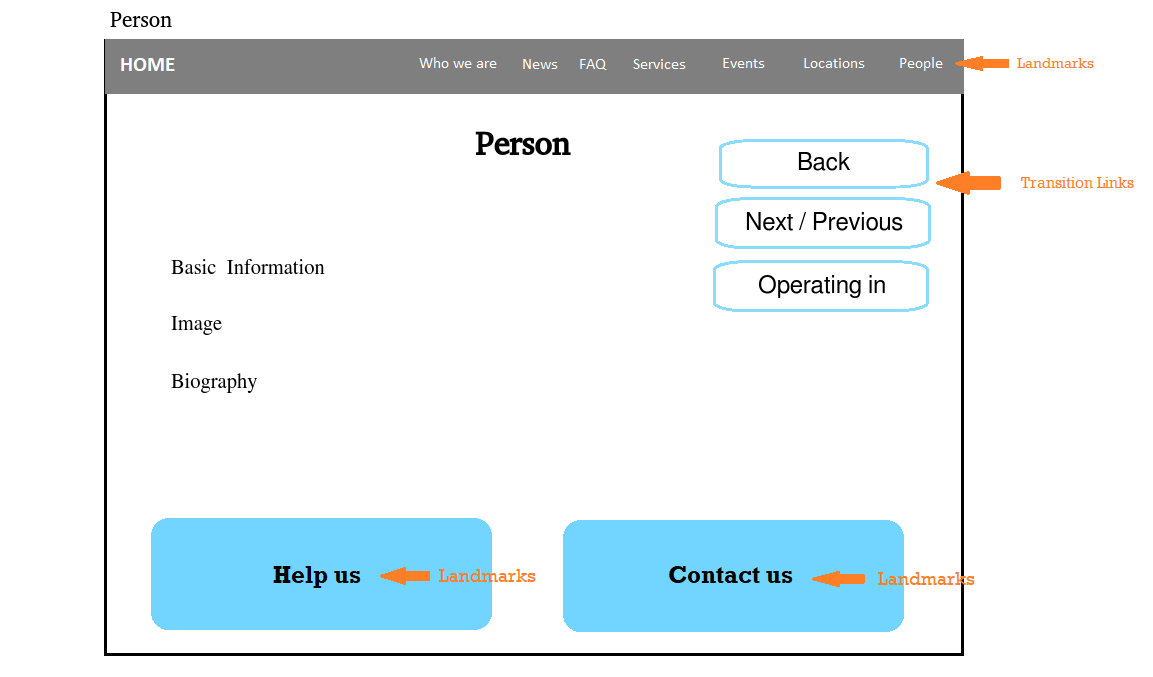 Person
HOME Who we are News FAQ Services Events Locations People Landmarks
Person
Back
Transition Links
Next / Previous
Basic Information
Operating in
Image
Biography
Help us Landmarks
Contact us Landmarks